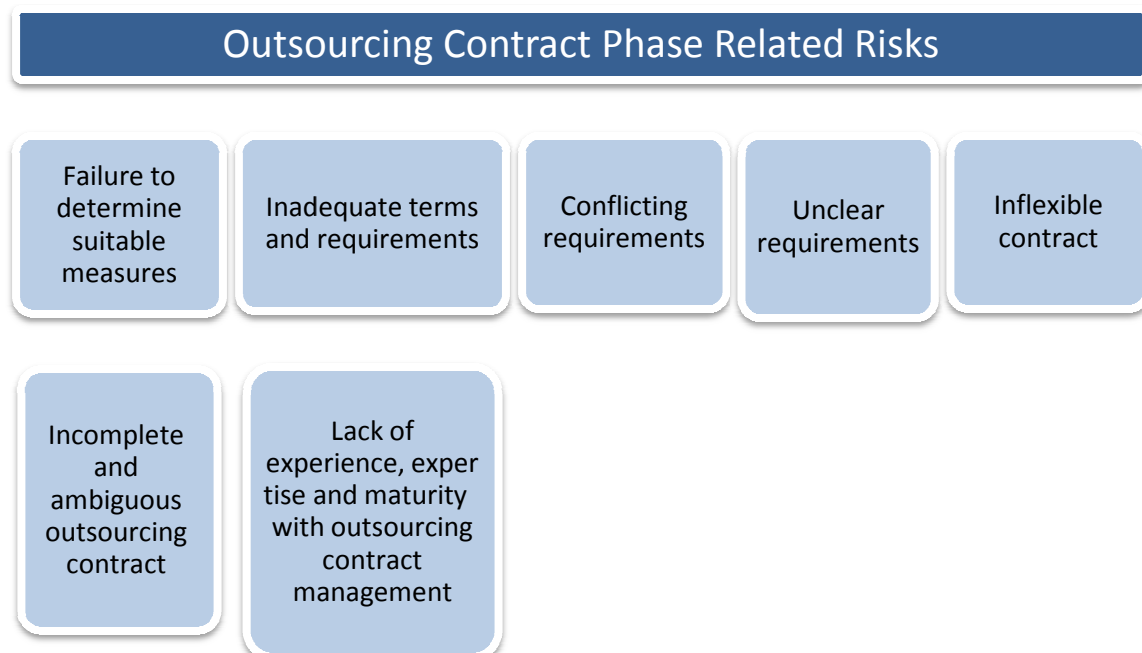 Outsourcing Contract Phase Related Risks
Failure to
determine
suitable
measures
Inadequate terms
and requirements
Conflicting
requirements
Unclear
requirements
Inflexible
contract
Incomplete
and
ambiguous
outsourcing
contract
Lack of
experience, exper
tise and maturity
with outsourcing
contract
management